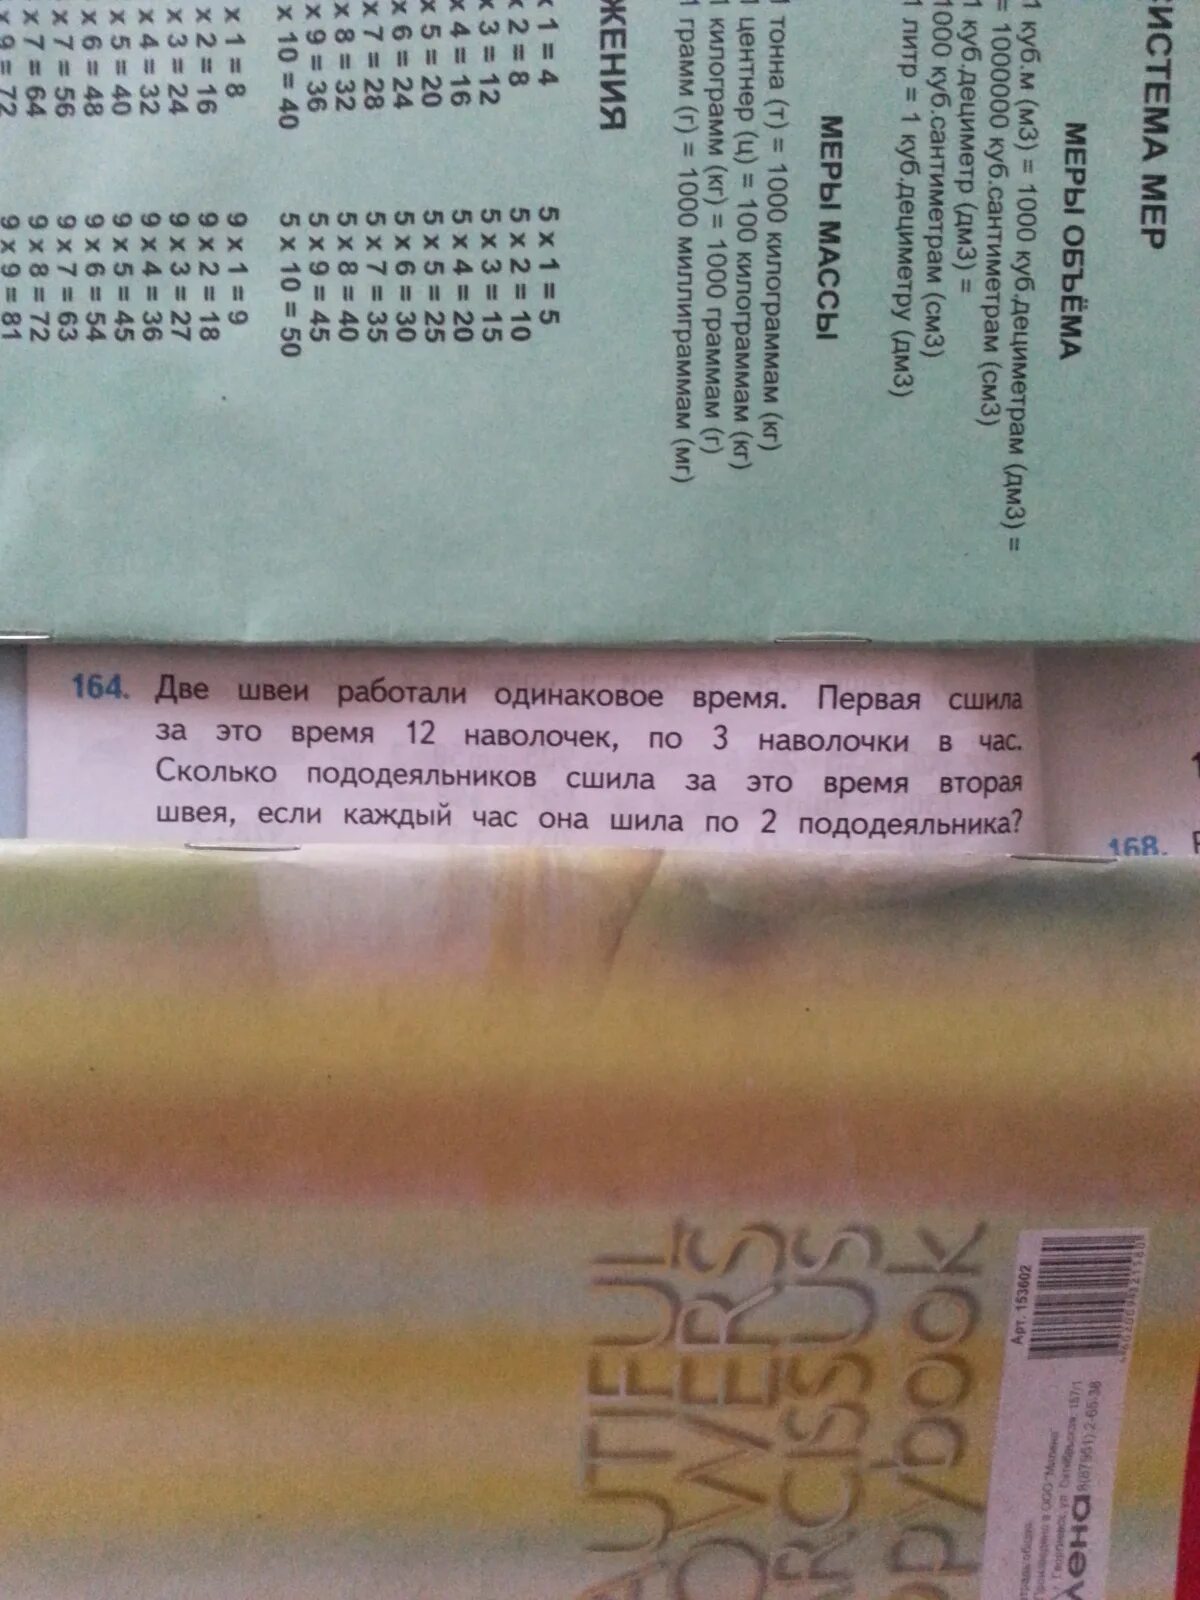 СИСТЕМА МЕР
МЕРЫ ОБЪЁМА
1 куб.м (м3) = 1000 куб.дециметрам (дм3) =
= 1000000 куб.сантиметрам (см3)
1 куб.дециметр (дм3) =
1000 куб.сантиметрам (см3)
1 литр = 1 куб.дециметру (дм3)
МЕРЫ МАССЫ
1 тонна (т) = 1000 килограммам (кг)
1 центнер (ц) = 100 килограммам (кг)
1 килограмм (кг) = 1000 граммам (г)
1 грамм (г) = 1000 миллиграммам (мг)
ЖЕНИЯ
x 1 = 4
x 2 = 8
x 3 = 12
x 4 = 16
x 5 = 20
x 6 = 24
x 7 = 28
x 8 = 32
x 9 = 36
x 10 = 40
5 x 1 = 5
5 x 2 = 10
5 x 3 = 15
5 x 4 = 20
5 x 5 = 25
5 x 6 = 30
5 x 7 = 35
5 x 8 = 40
5 x 9 = 45
5 x 10 = 50
x 1 = 8
x 2 = 16
x 3 = 24
x 4 = 32
x 5 = 40
x 6 = 48
x 7 = 56
x 7 = 64
x 9 = 72
9 x 1 = 9
9 x 2 = 18
9 x 3 = 27
9 x 4 = 36
9 x 5 = 45
9 x 6 = 54
9 x 7 = 63
9 x 8 = 72
9 x 9 = 81
164. Две швеи работали одинаковое время. Первая сшила
за это время 12 наволочек, по 3 наволочки в час.
Сколько пододеяльников сшила за это время вторая
швея, если каждый час она шила по 2 пододеяльника?
168.
AUTIFUL
OWERS
ARCISSUS
OPYBOOK
Арт. 153602